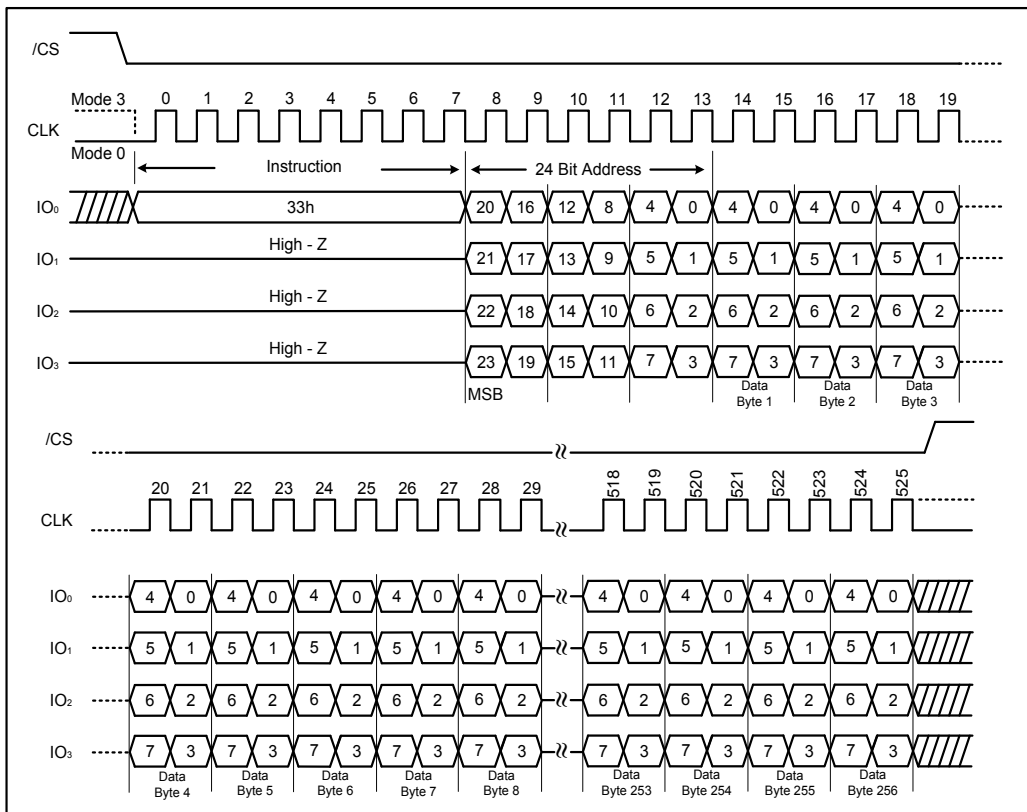 /CS
Mode 3 0 1 2 3 4 5 6 7 8 9 10 11 12 13 14 15 16 17 18 19
CLK
Mode 0
Instruction 24 Bit Address
IO₀ 33h 20 16 12 8 4 0 4 0 4 0 4 0
High - Z
IO₁ 21 17 13 9 5 1 5 1 5 1 5 1
High - Z
IO₂ 22 18 14 10 6 2 6 2 6 2 6 2
High - Z
IO₃ 23 19 15 11 7 3 7 3 7 3 7 3
MSB Data Data Data
Byte 1 Byte 2 Byte 3
/CS
20 21 22 23 24 25 26 27 28 29 518 519 520 521 522 523 524 525
CLK
IO₀ 4 0 4 0 4 0 4 0 4 0 4 0 4 0 4 0 4 0
IO₁ 5 1 5 1 5 1 5 1 5 1 5 1 5 1 5 1 5 1
IO₂ 6 2 6 2 6 2 6 2 6 2 6 2 6 2 6 2 6 2
IO₃ 7 3 7 3 7 3 7 3 7 3 7 3 7 3 7 3 7 3
Data Data Data Data Data Data Data Data Data
Byte 4 Byte 5 Byte 6 Byte 7 Byte 8 Byte 253 Byte 254 Byte 255 Byte 256